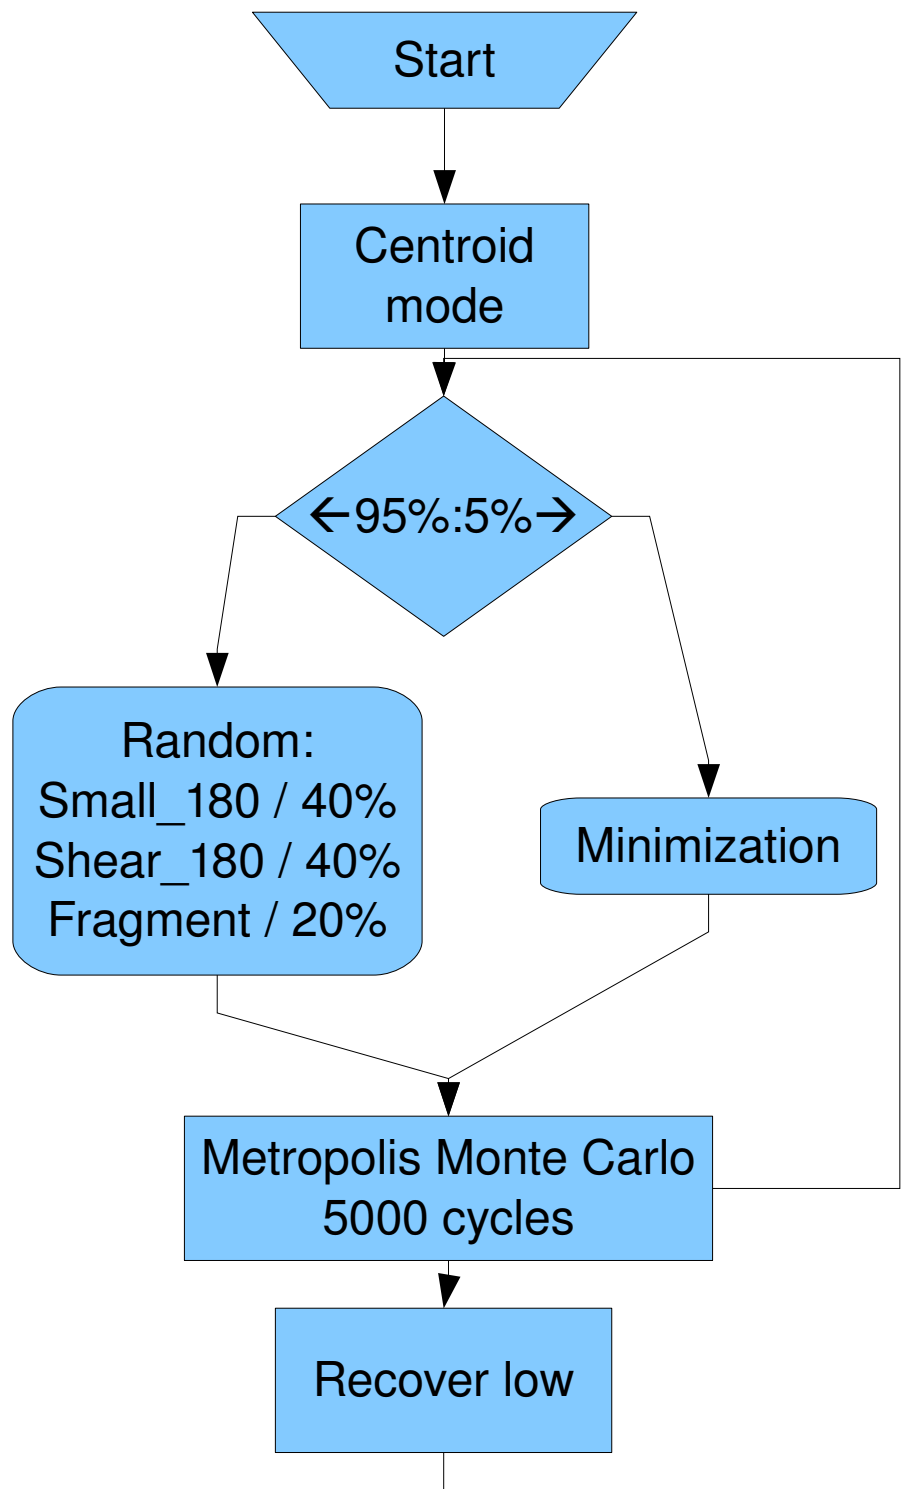 Start
Centroid
mode
←95%:5%→
Random:
Small_180 / 40%
Shear_180 / 40%
Fragment / 20%
Minimization
Metropolis Monte Carlo
5000 cycles
Recover low